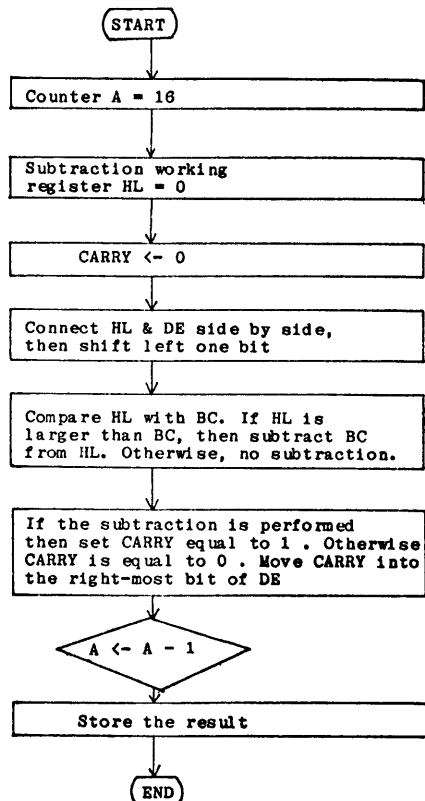 START
Counter A = 16
Subtraction working
register HL = 0
CARRY <- 0
Connect HL & DE side by side,
then shift left one bit
Compare HL with BC. If HL is
larger than BC, then subtract BC
from HL. Otherwise, no subtraction.
If the subtraction is performed
then set CARRY equal to 1 . Otherwise
CARRY is equal to 0 . Move CARRY into
the right-most bit of DE
A <- A - 1
Store the result
END